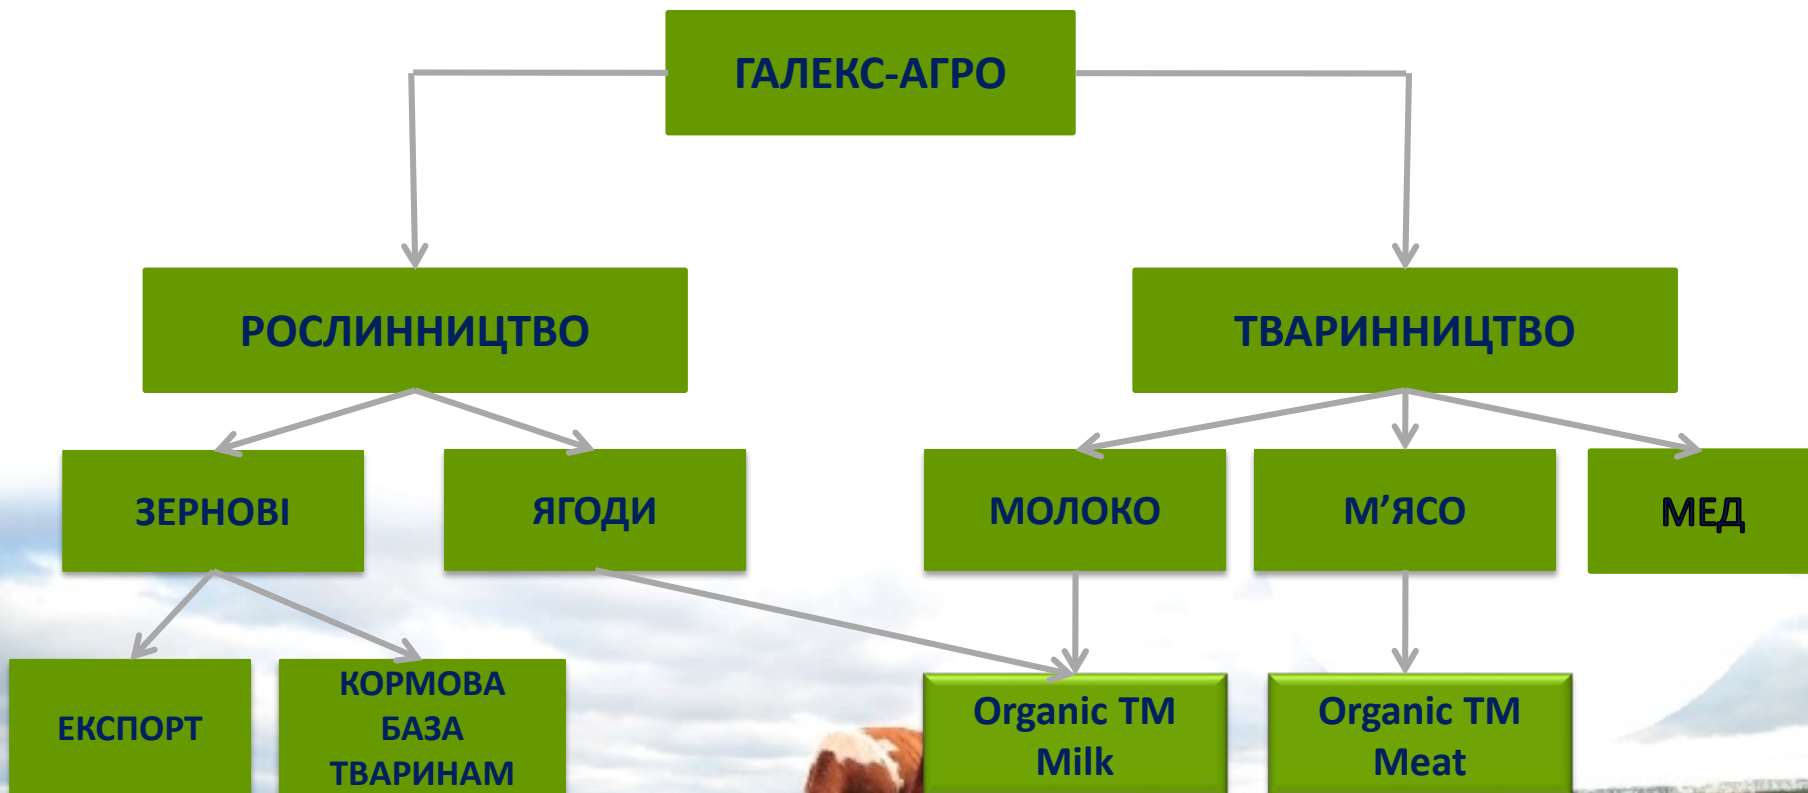 ГАЛЕКС-АГРО
РОСЛИННИЦТВО
ТВАРИННИЦТВО
ЗЕРНОВІ
ЯГОДИ
МОЛОКО
М’ЯСО
МЕД
ЕКСПОРТ
КОРМОВА
БАЗА
ТВАРИНАМ
Organic TM
Milk
Organic TM
Meat